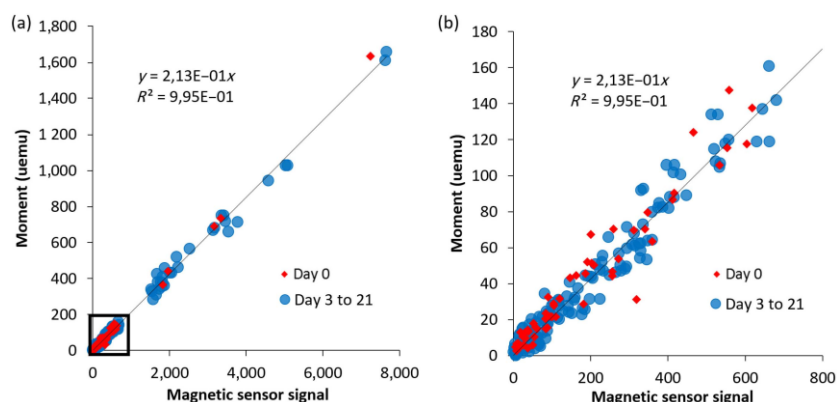 (a)
1,800
1,600
1,400
1,200
1,000
800
600
400
200
0
Moment (uemu)
y = 2,13E−01x
R² = 9,95E−01
Day 0
Day 3 to 21
0
2,000
4,000
6,000
8,000
Magnetic sensor signal
(b)
180
160
140
120
100
80
60
40
20
0
Moment (uemu)
y = 2,13E−01x
R² = 9,95E−01
Day 0
Day 3 to 21
0
200
400
600
800
Magnetic sensor signal